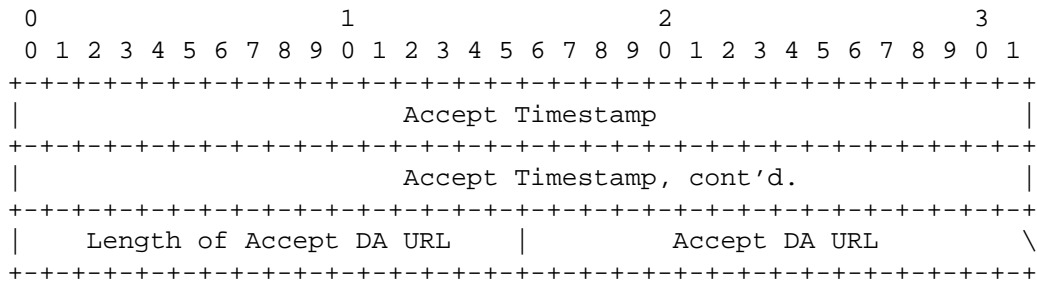 0                   1                   2                   3
 0 1 2 3 4 5 6 7 8 9 0 1 2 3 4 5 6 7 8 9 0 1 2 3 4 5 6 7 8 9 0 1
+-+-+-+-+-+-+-+-+-+-+-+-+-+-+-+-+-+-+-+-+-+-+-+-+-+-+-+-+-+-+-+-+
|                        Accept Timestamp                       |
+-+-+-+-+-+-+-+-+-+-+-+-+-+-+-+-+-+-+-+-+-+-+-+-+-+-+-+-+-+-+-+-+
|                        Accept Timestamp, cont’d.              |
+-+-+-+-+-+-+-+-+-+-+-+-+-+-+-+-+-+-+-+-+-+-+-+-+-+-+-+-+-+-+-+-+
|    Length of Accept DA URL    |         Accept DA URL         \
+-+-+-+-+-+-+-+-+-+-+-+-+-+-+-+-+-+-+-+-+-+-+-+-+-+-+-+-+-+-+-+-+